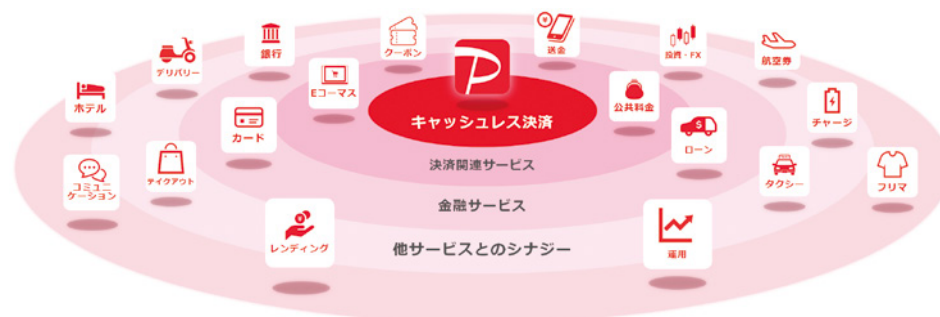 クーポン
送金
銀行
投資・FX
航空券
デリバリー
Eコーマス
公共料金
ホテル
キャッシュレス決済
チャージ
カード
ローン
決済関連サービス
コミュニ
ケーション
テイクアウト
タクシー
フリマ
金融サービス
レンディング
他サービスとのシナジー
運用